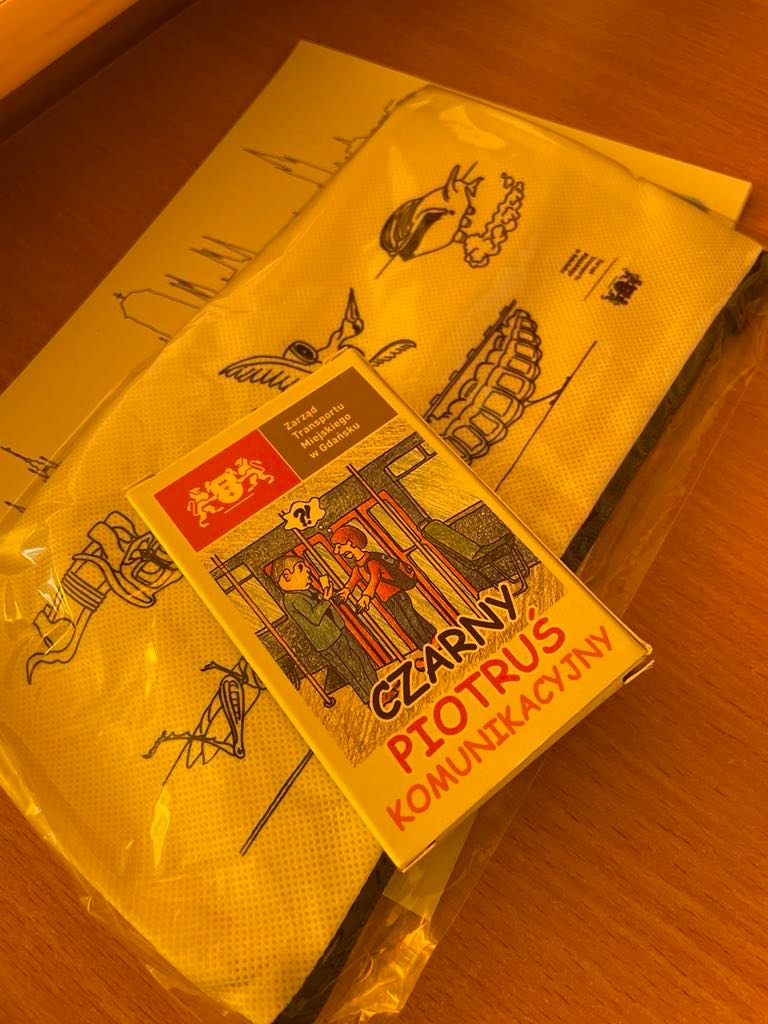 Zarząd
Transportu
Miejskiego
w Gdańsku
?!
CZARNY
PIOTRUŚ
KOMUNIKACYJNY